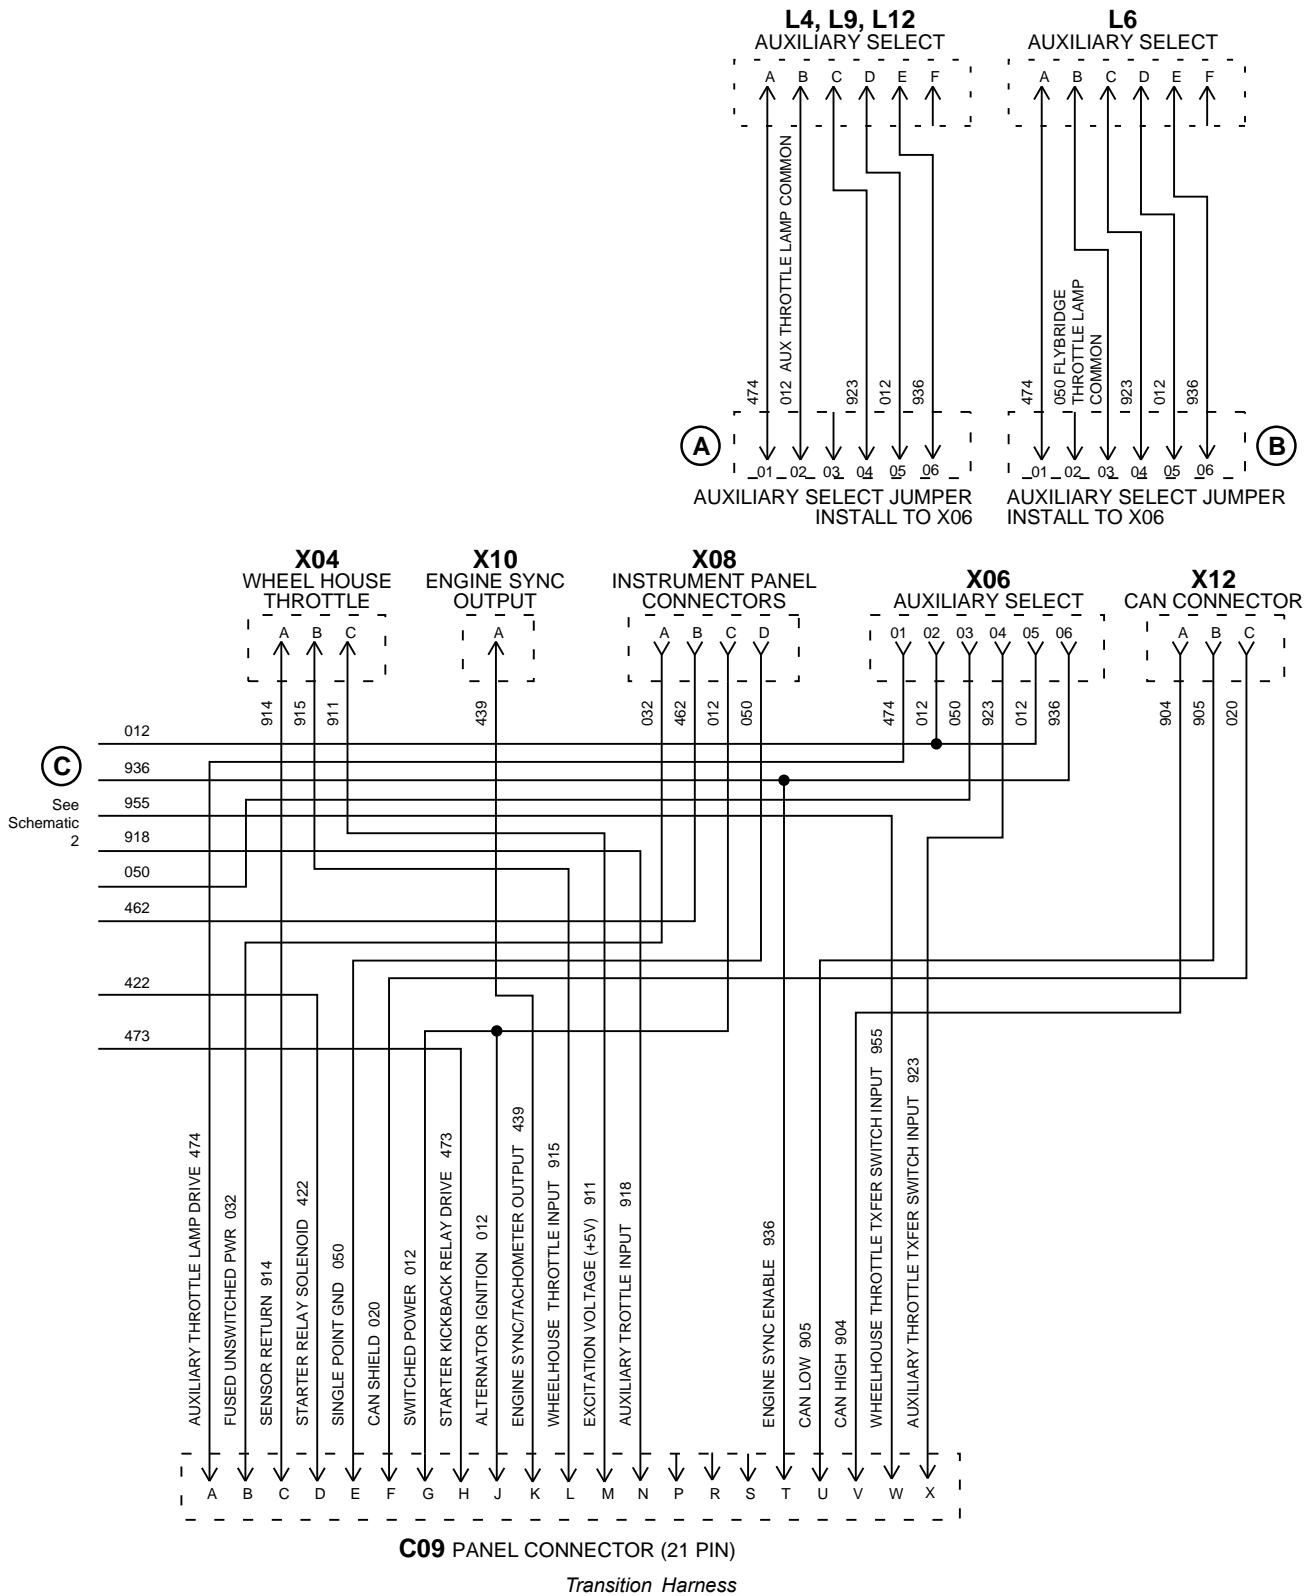 L4, L9, L12
AUXILIARY SELECT
A B C D E F
474
012 AUX THROTTLE LAMP COMMON
923
012
936
A
01 02 03 04 05 06
AUXILIARY SELECT JUMPER
INSTALL TO X06
L6
AUXILIARY SELECT
A B C D E F
474
050 FLYBRIDGE
THROTTLE LAMP
COMMON
923
012
936
B
01 02 03 04 05 06
AUXILIARY SELECT JUMPER
INSTALL TO X06
X04
WHEEL HOUSE
THROTTLE
A B C
914
915
911
X10
ENGINE SYNC
OUTPUT
A
439
X08
INSTRUMENT PANEL
CONNECTORS
A B C D
032
462
012
050
X06
AUXILIARY SELECT
01 02 03 04 05 06
474
012
050
923
012
936
X12
CAN CONNECTOR
A B C
904
905
020
C
See
Schematic
2
012
936
955
918
050
462
422
473
AUXILIARY THROTTLE LAMP DRIVE 474
FUSED UNSWITCHED PWR 032
SENSOR RETURN 914
STARTER RELAY SOLENOID 422
SINGLE POINT GND 050
CAN SHIELD 020
SWITCHED POWER 012
STARTER KICKBACK RELAY DRIVE 473
ALTERNATOR IGNITION 012
ENGINE SYNC/TACHOMETER OUTPUT 439
WHEELHOUSE THROTTLE INPUT 915
EXCITATION VOLTAGE (+5V) 911
AUXILIARY TROTTLE INPUT 918
ENGINE SYNC ENABLE 936
CAN LOW 905
CAN HIGH 904
WHEELHOUSE THROTTLE TXFER SWITCH INPUT 955
AUXILIARY THROTTLE TXFER SWITCH INPUT 923
A B C D E F G H J K L M N P R S T U V W X
C09 PANEL CONNECTOR (21 PIN)
Transition Harness